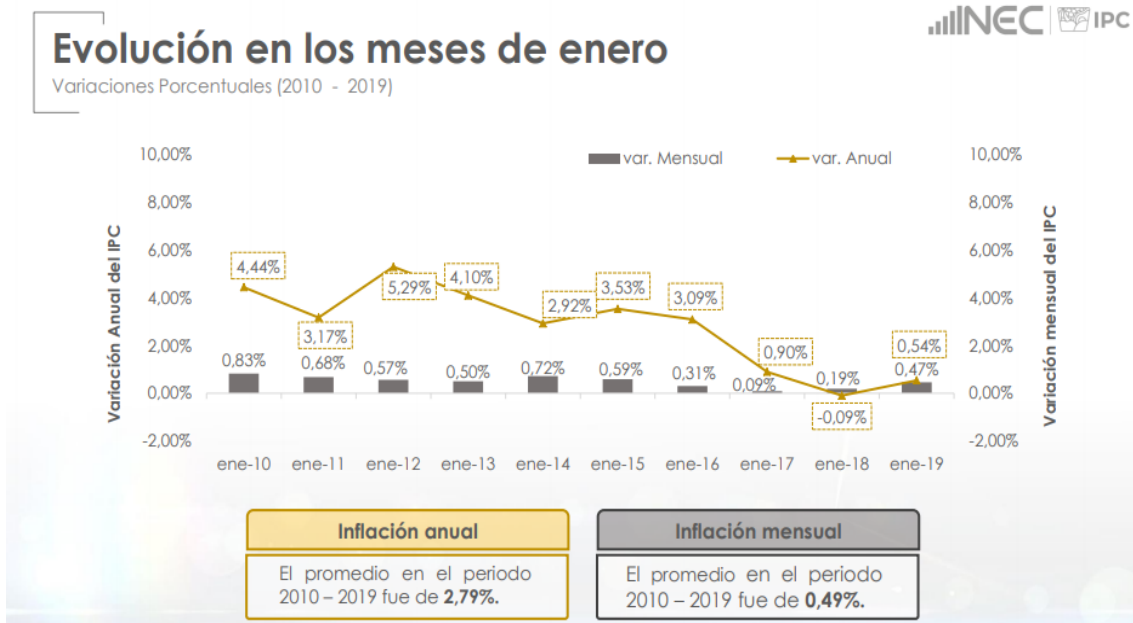 INEC IPC
Evolución en los meses de enero
Variaciones Porcentuales (2010 - 2019)
var. Mensual var. Anual
Variación Anual del IPC
10,00%
8,00%
6,00%
4,00%
2,00%
0,00%
-2,00%
4,44% 3,17% 5,29% 4,10% 2,92% 3,53% 3,09% 0,90% -0,09% 0,54%
0,83% 0,68% 0,57% 0,50% 0,72% 0,59% 0,31% 0,09% 0,19% 0,47%
10,00%
8,00%
6,00%
4,00%
2,00%
0,00%
-2,00%
Variación mensual del IPC
ene-10 ene-11 ene-12 ene-13 ene-14 ene-15 ene-16 ene-17 ene-18 ene-19
Inflación anual
El promedio en el periodo
2010 – 2019 fue de 2,79%.
Inflación mensual
El promedio en el periodo
2010 – 2019 fue de 0,49%.